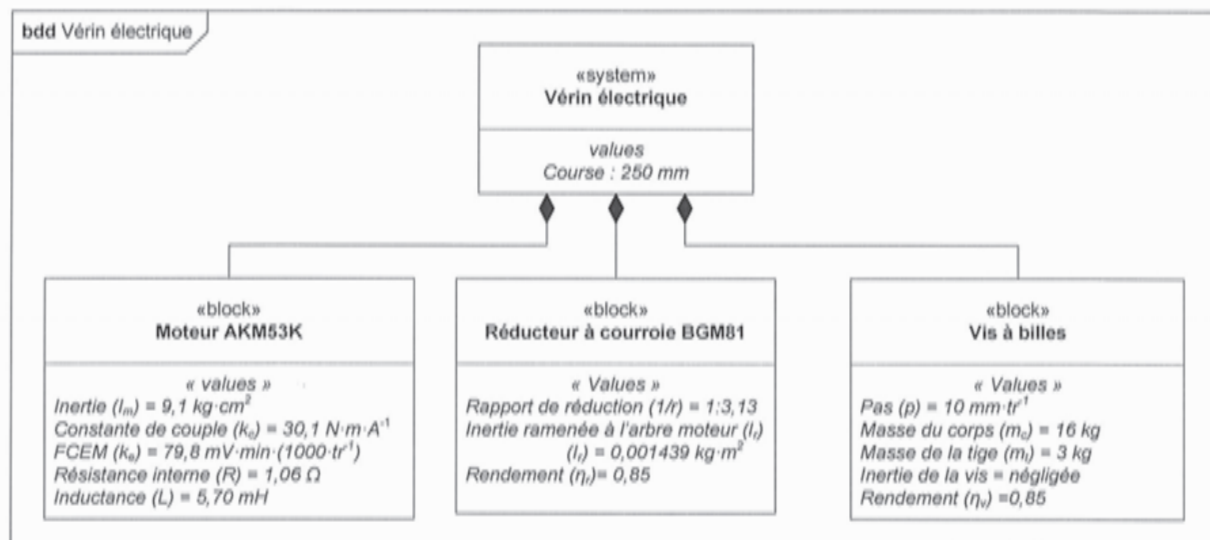 bdd Vérin électrique
«system»
Vérin électrique
values
Course : 250 mm
«block»
Moteur AKM53K
« values »
Inertie (Iₘ) = 9,1 kg·cm²
Constante de couple (kₑ) = 30,1 N·m·A⁻¹
FCEM (kₑ) = 79,8 mV·min·(1000·tr⁻¹)
Résistance interne (R) = 1,06 Ω
Inductance (L) = 5,70 mH
«block»
Réducteur à courroie BGM81
« Values »
Rapport de réduction (1/r) = 1:3,13
Inertie ramenée à l'arbre moteur (Iᵣ)
(Iᵣ) = 0,001439 kg·m²
Rendement (ηᵣ)= 0,85
«block»
Vis à billes
« Values »
Pas (p) = 10 mm·tr⁻¹
Masse du corps (m꜀) = 16 kg
Masse de la tige (mₜ) = 3 kg
Inertie de la vis = négligée
Rendement (ηᵥ) =0,85